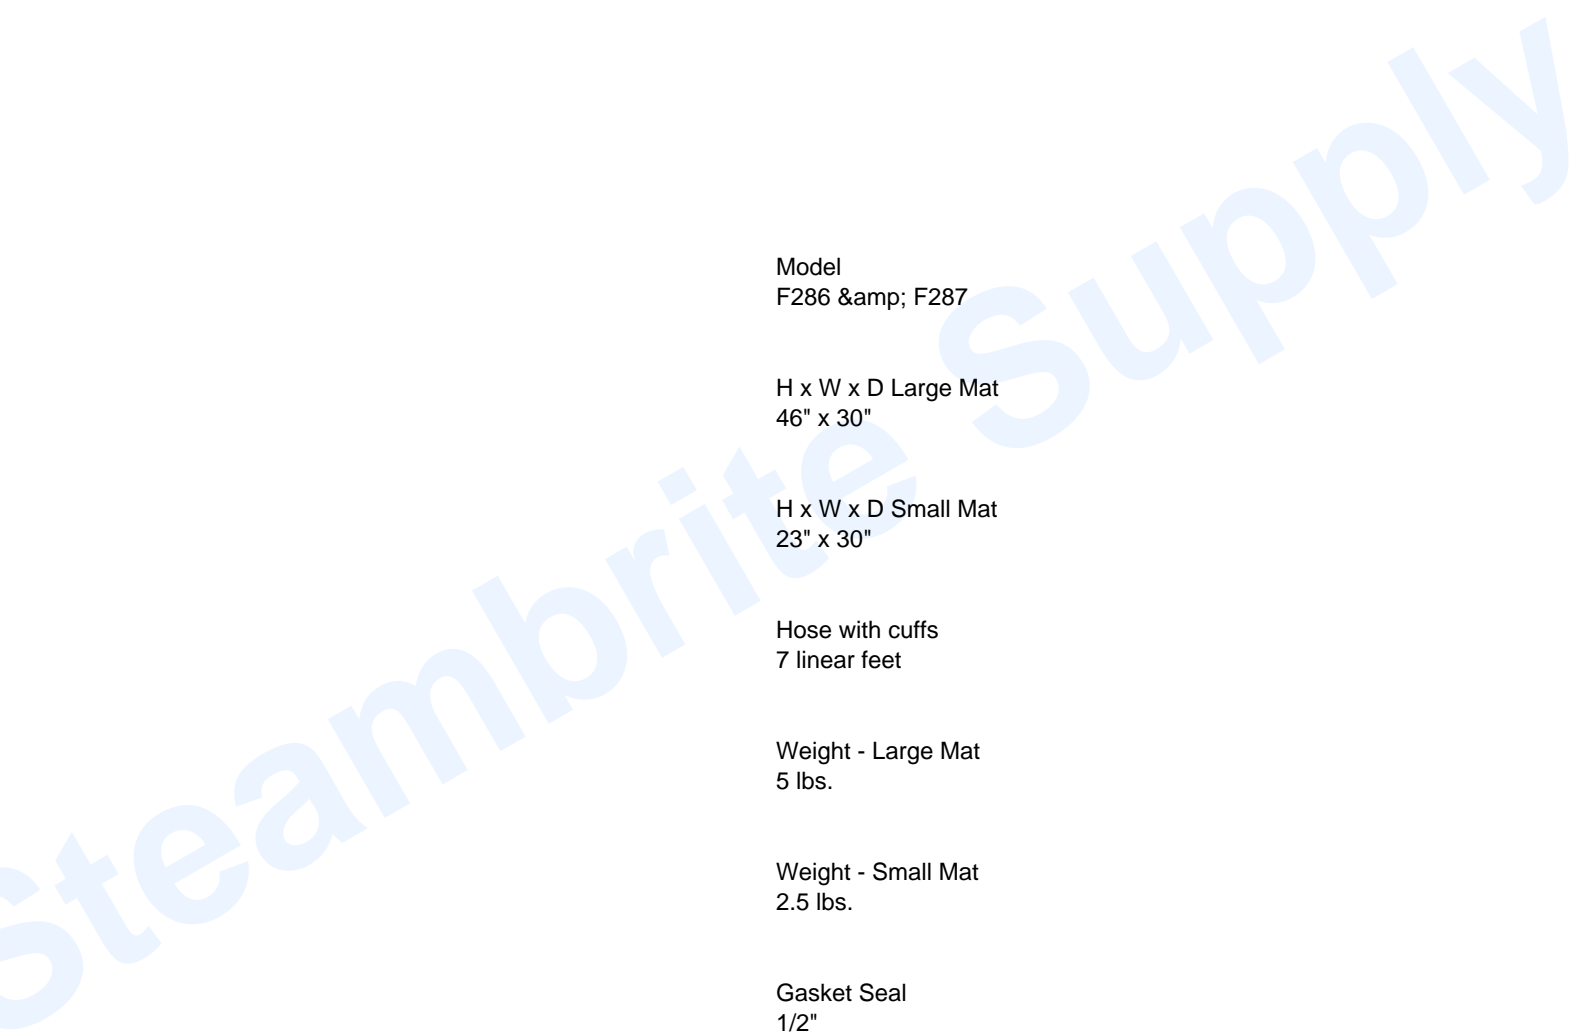 Steambrite Supply
Model
F286 &amp; F287
H x W x D Large Mat
46" x 30"
H x W x D Small Mat
23" x 30"
Hose with cuffs
7 linear feet
Weight - Large Mat
5 lbs.
Weight - Small Mat
2.5 lbs.
Gasket Seal
1/2"